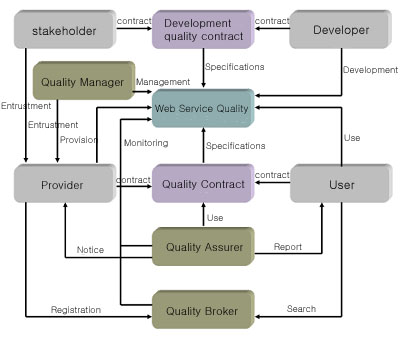 stakeholder
contract
Development
quality contract
contract
Developer
Specifications
Development
Quality Manager
Management
Web Service Quality
Entrustment
Entrustment
Provision
Monitoring
Specifications
Use
Provider
contract
Quality Contract
contract
User
Use
Notice
Quality Assurer
Report
Registration
Quality Broker
Search